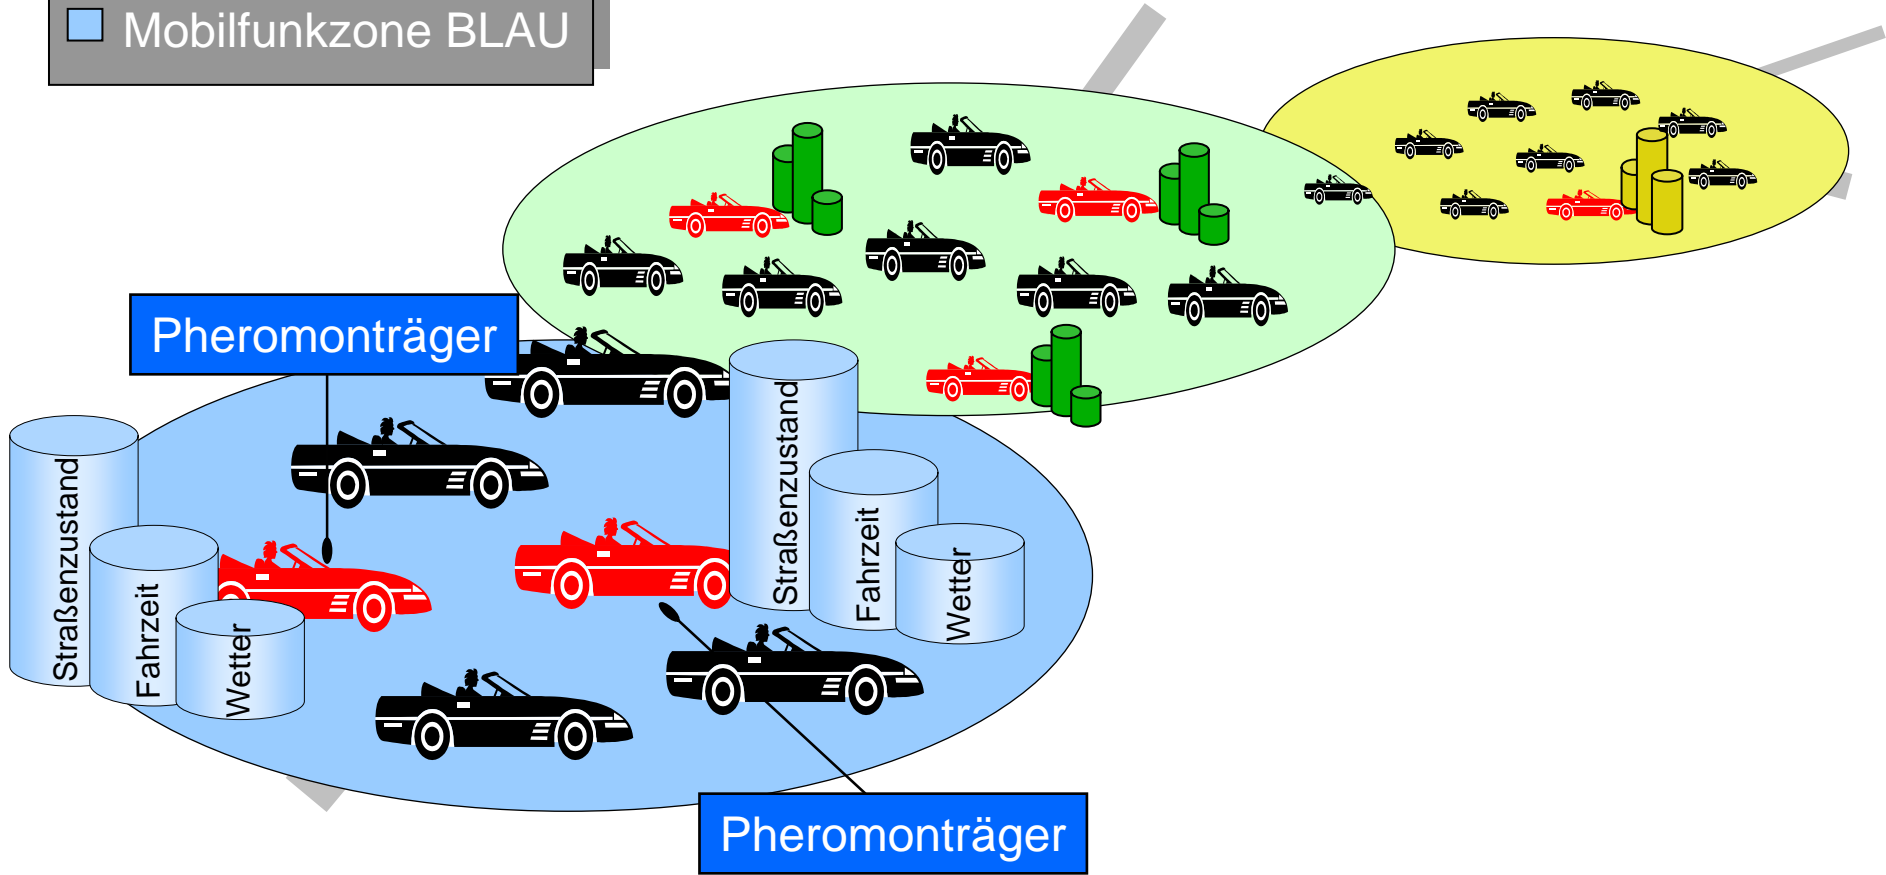 Mobilfunkzone BLAU
Pheromonträger
Straßenzustand
Fahrzeit
Wetter
Straßenzustand
Fahrzeit
Wetter
Pheromonträger